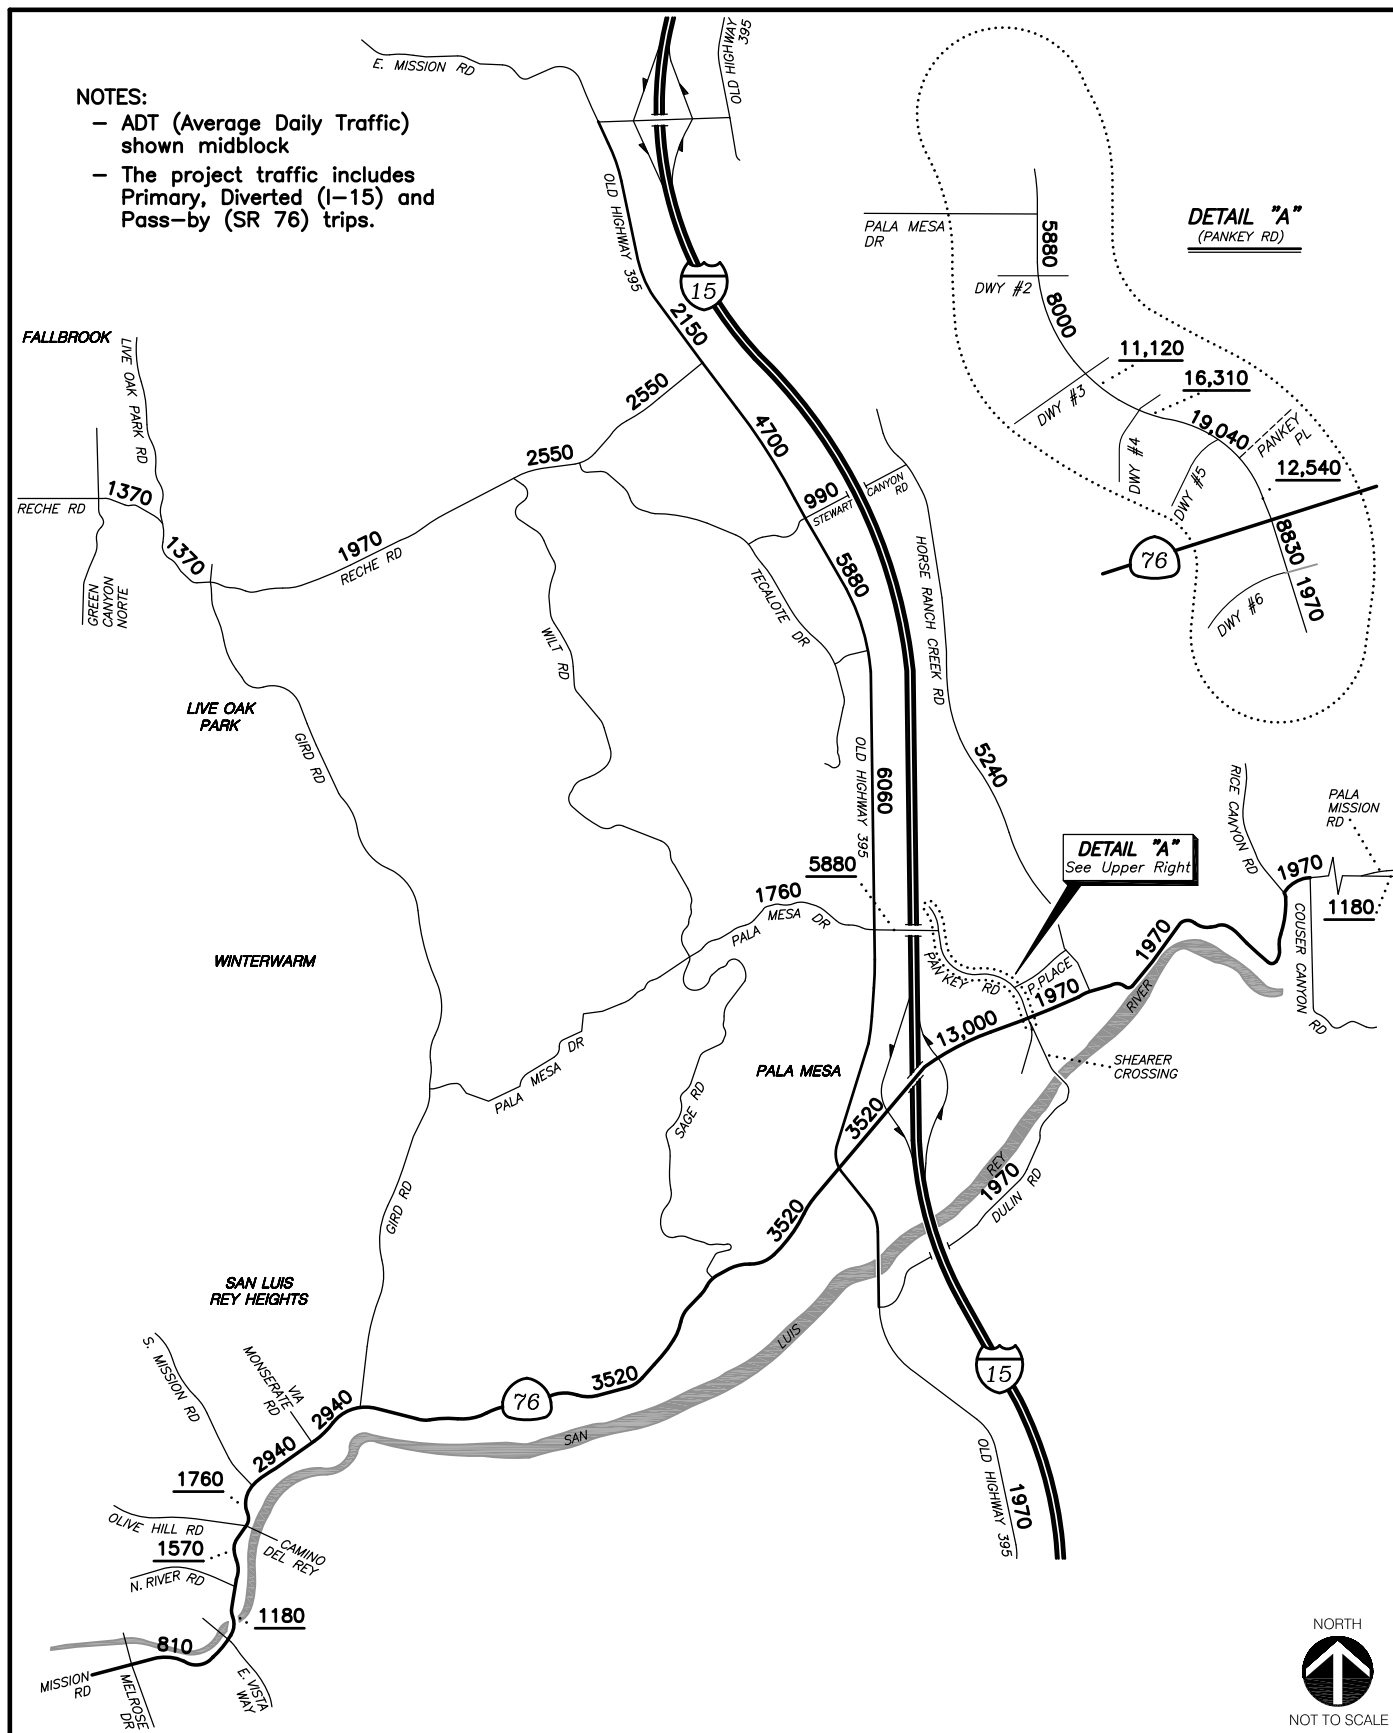 E. MISSION RD
OLD HIGHWAY
395
NOTES:
– ADT (Average Daily Traffic)
shown midblock
– The project traffic includes
Primary, Diverted (I–15) and
Pass–by (SR 76) trips.
OLD HIGHWAY 395
15
PALA MESA
DR
DETAIL "A"
(PANKEY RD)
5880
DWY #2
8000
11,120
16,310
DWY #3
DWY #4
19,040
PANKEY
PL
DWY #5
12,540
76
8830
1970
DWY #6
FALLBROOK
LIVE OAK PARK RD
2150
2550
4700
2550
990
STEWART
CANYON
RD
RECHE RD
1370
1370
1970
RECHE RD
GREEN
CANYON
NORTE
5880
TECALOTE DR
HORSE RANCH CREEK RD
WILT RD
LIVE OAK
PARK
GIRD RD
OLD HIGHWAY 395
6060
5240
RICE CANYON RD
PALA
MISSION
RD
DETAIL "A"
See Upper Right
5880
1760
PALA MESA DR
1970
1180
COUSER CANYON RD
WINTERWARM
PANKEY RD
P.PLACE
1970
1970
RIVER
13,000
PALA MESA DR
PALA MESA
SHEARER
CROSSING
SAGE RD
3520
REY
1970
DULIN RD
GIRD RD
3520
SAN LUIS
REY HEIGHTS
LUIS
S. MISSION RD
VIA
MONSERATE
RD
15
3520
76
2940
SAN
2940
OLD HIGHWAY 395
1970
1760
OLIVE HILL RD
1570
CAMINO
DEL REY
N. RIVER RD
1180
810
MISSION
RD
MELROSE
DR
E. VISTA
WAY
NORTH
NOT TO SCALE